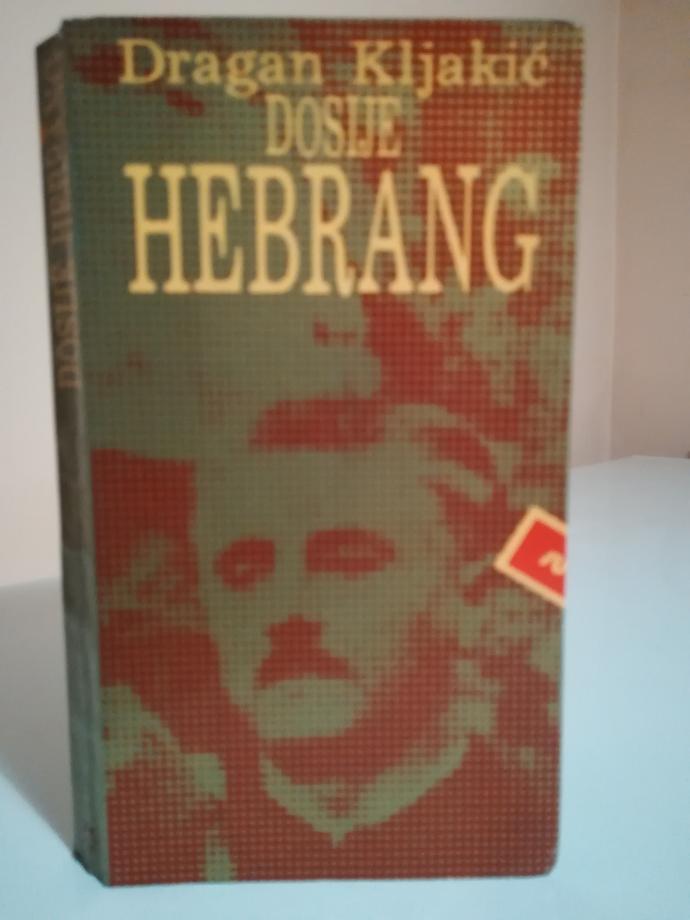 Dragan Kljakić
DOSIJE
HEBRANG
DOSIJE HEBRANG